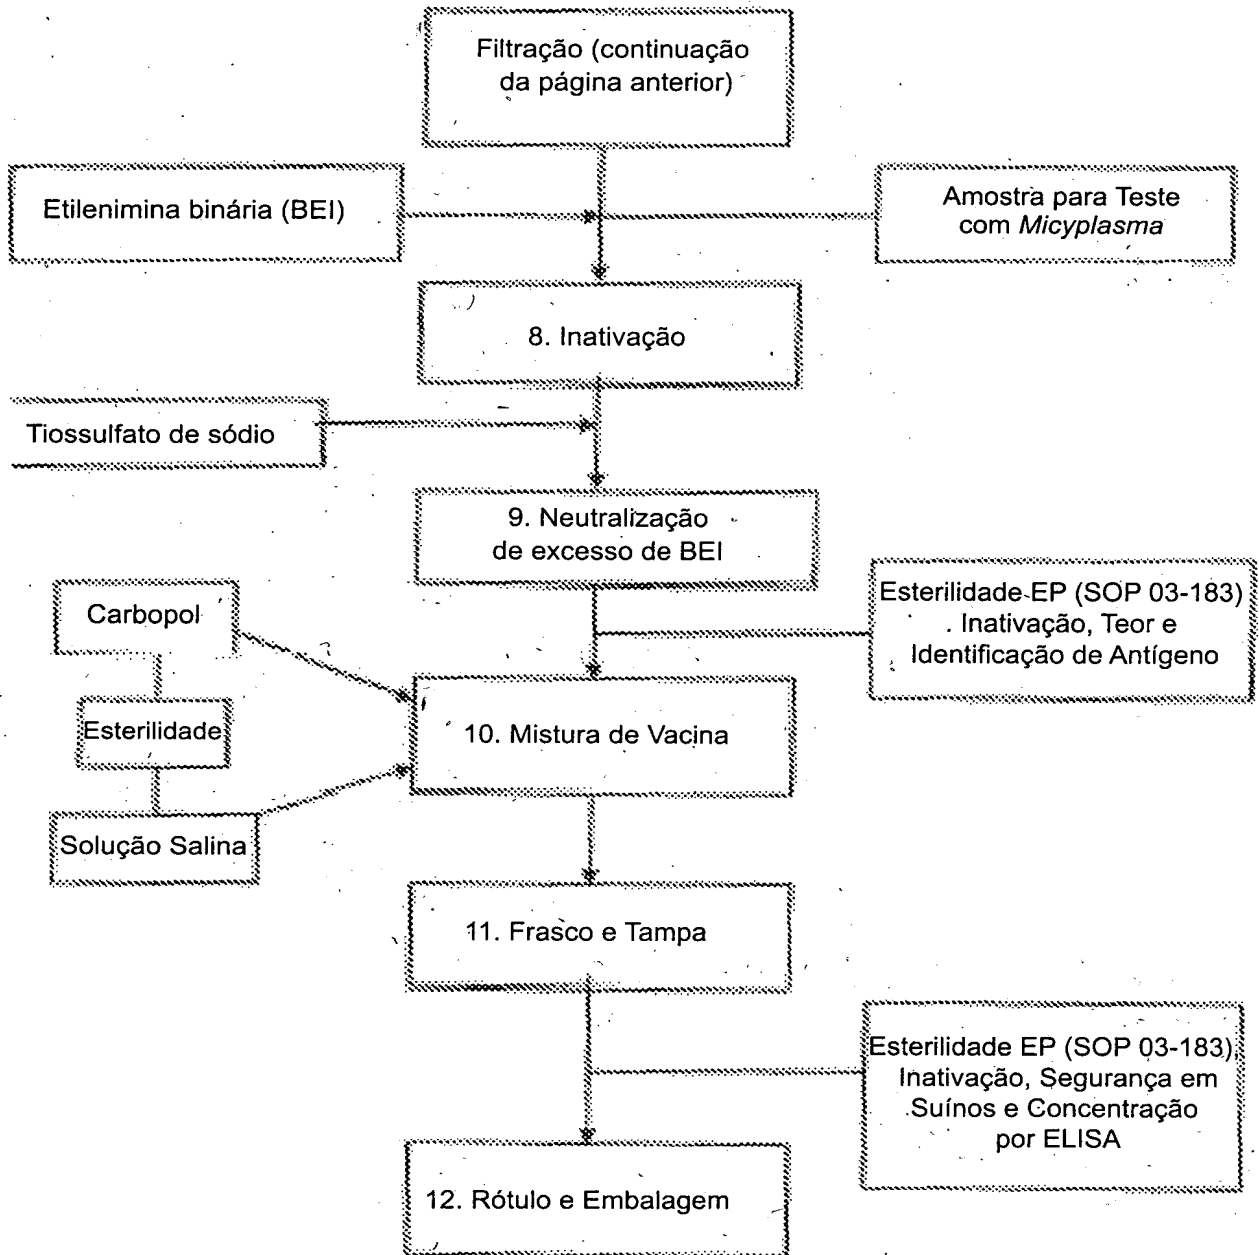 Filtração (continuação
da página anterior)
Etilenimina binária (BEI)
Amostra para Teste
com Micyplasma
8. Inativação
Tiossulfato de sódio
9. Neutralização
de excesso de BEI
Esterilidade EP (SOP 03-183)
Inativação, Teor e
Identificação de Antígeno
Carbopol
Esterilidade
Solução Salina
10. Mistura de Vacina
11. Frasco e Tampa
Esterilidade EP (SOP 03-183),
Inativação, Segurança em
Suínos e Concentração
por ELISA
12. Rótulo e Embalagem